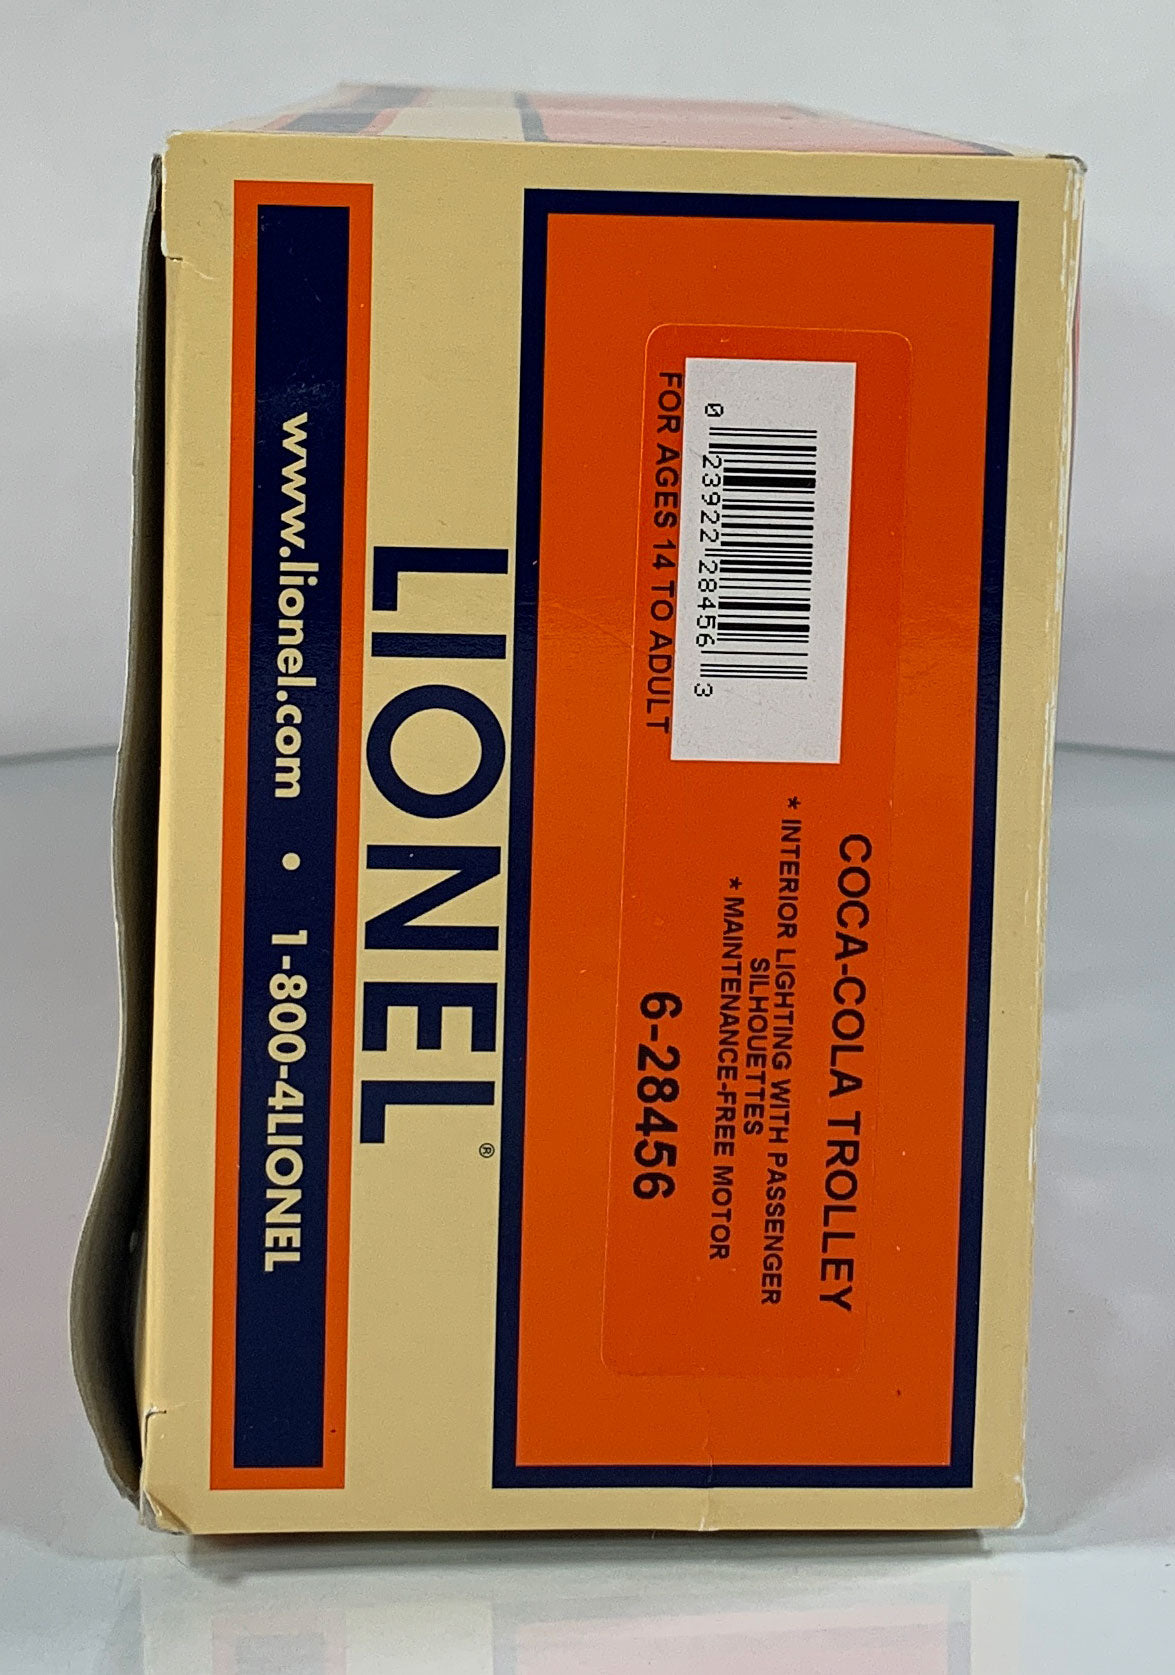 COCA-COLA TROLLEY
* INTERIOR LIGHTING WITH PASSENGER
SILHOUETTES
* MAINTENANCE-FREE MOTOR
6-28456
0 23922 28456 3
FOR AGES 14 TO ADULT
LIONEL®
www.lionel.com • 1-800-4LIONEL